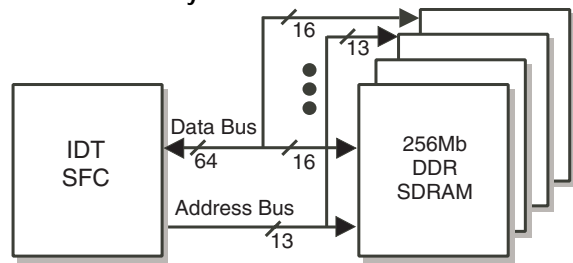 16
13
Data Bus
64
16
IDT
SFC
256Mb
DDR
SDRAM
Address Bus
13